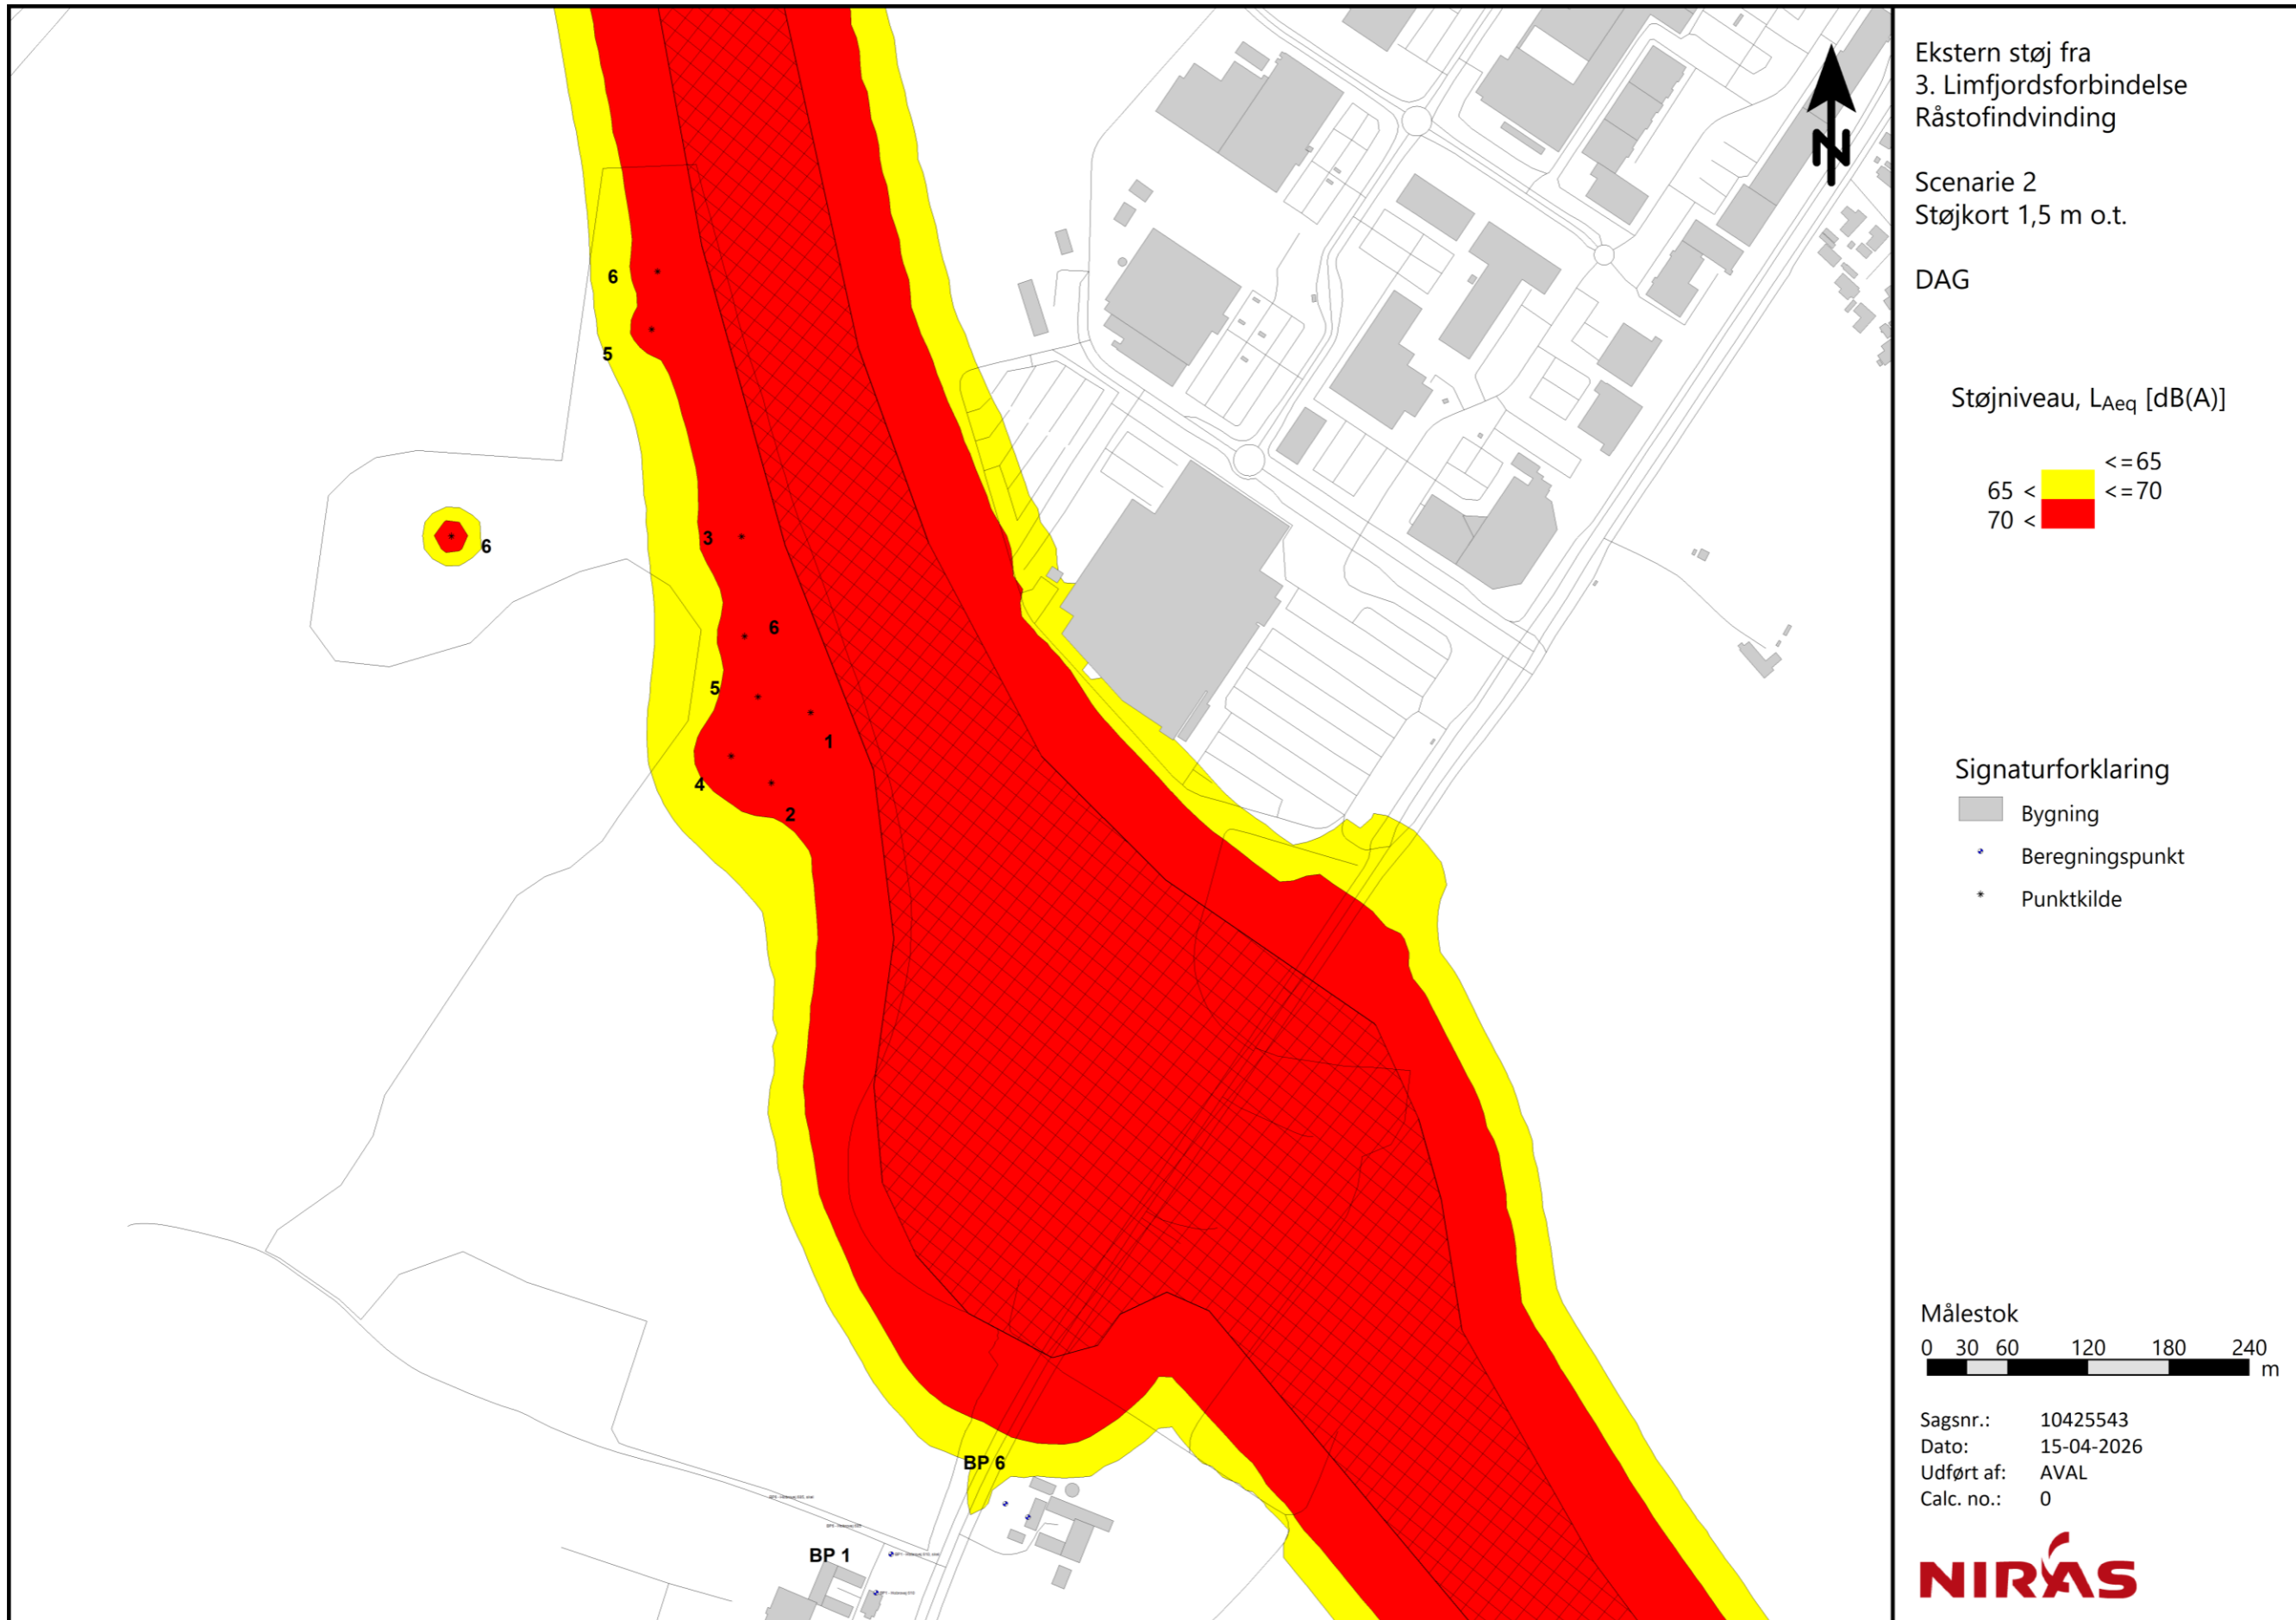 Ekstern støj fra
3. Limfjordsforbindelse
Råstofindvinding
Scenarie 2
Støjkort 1,5 m o.t.
DAG
N
Støjniveau, LAeq [dB(A)]
<=65
65 < <=70
70 <
Signaturforklaring
Bygning
Beregningspunkt
Punktkilde
Målestok
0 30 60 120 180 240
m
Sagsnr.: 10425543
Dato: 15-04-2026
Udført af: AVAL
Calc. no.: 0
NIRAS
6
5
6
3
6
5
1
4
2
BP 6
BP 1